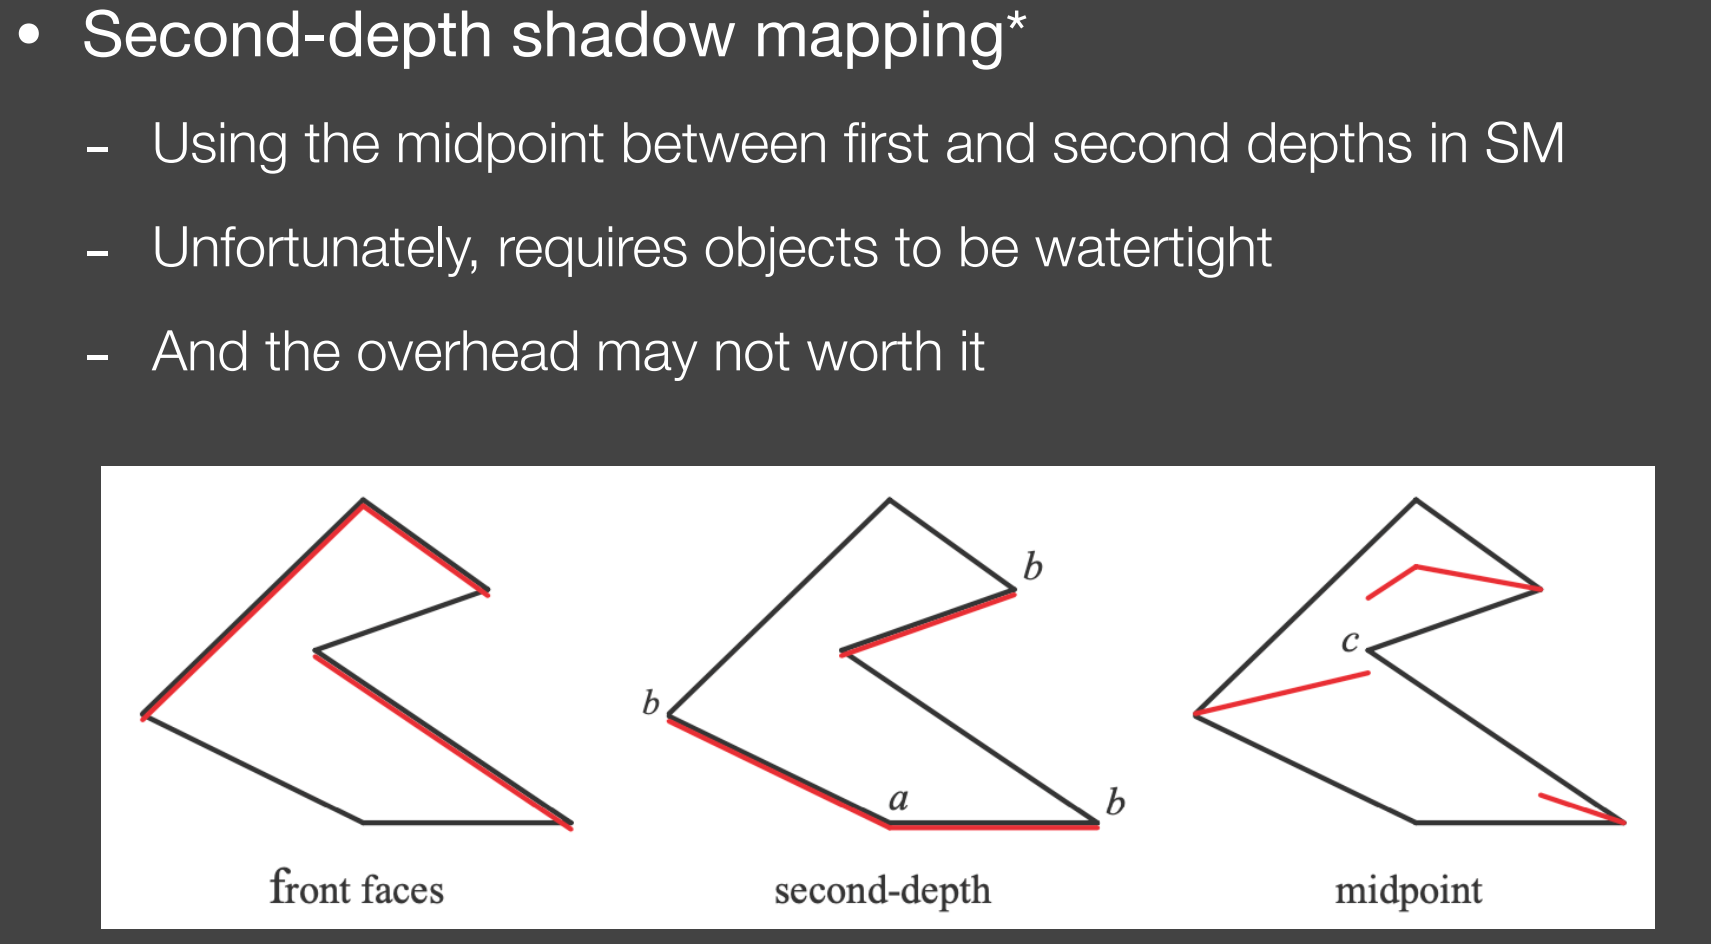 • Second-depth shadow mapping*
- Using the midpoint between first and second depths in SM
- Unfortunately, requires objects to be watertight
- And the overhead may not worth it
b
b
c
a
b
front faces
second-depth
midpoint